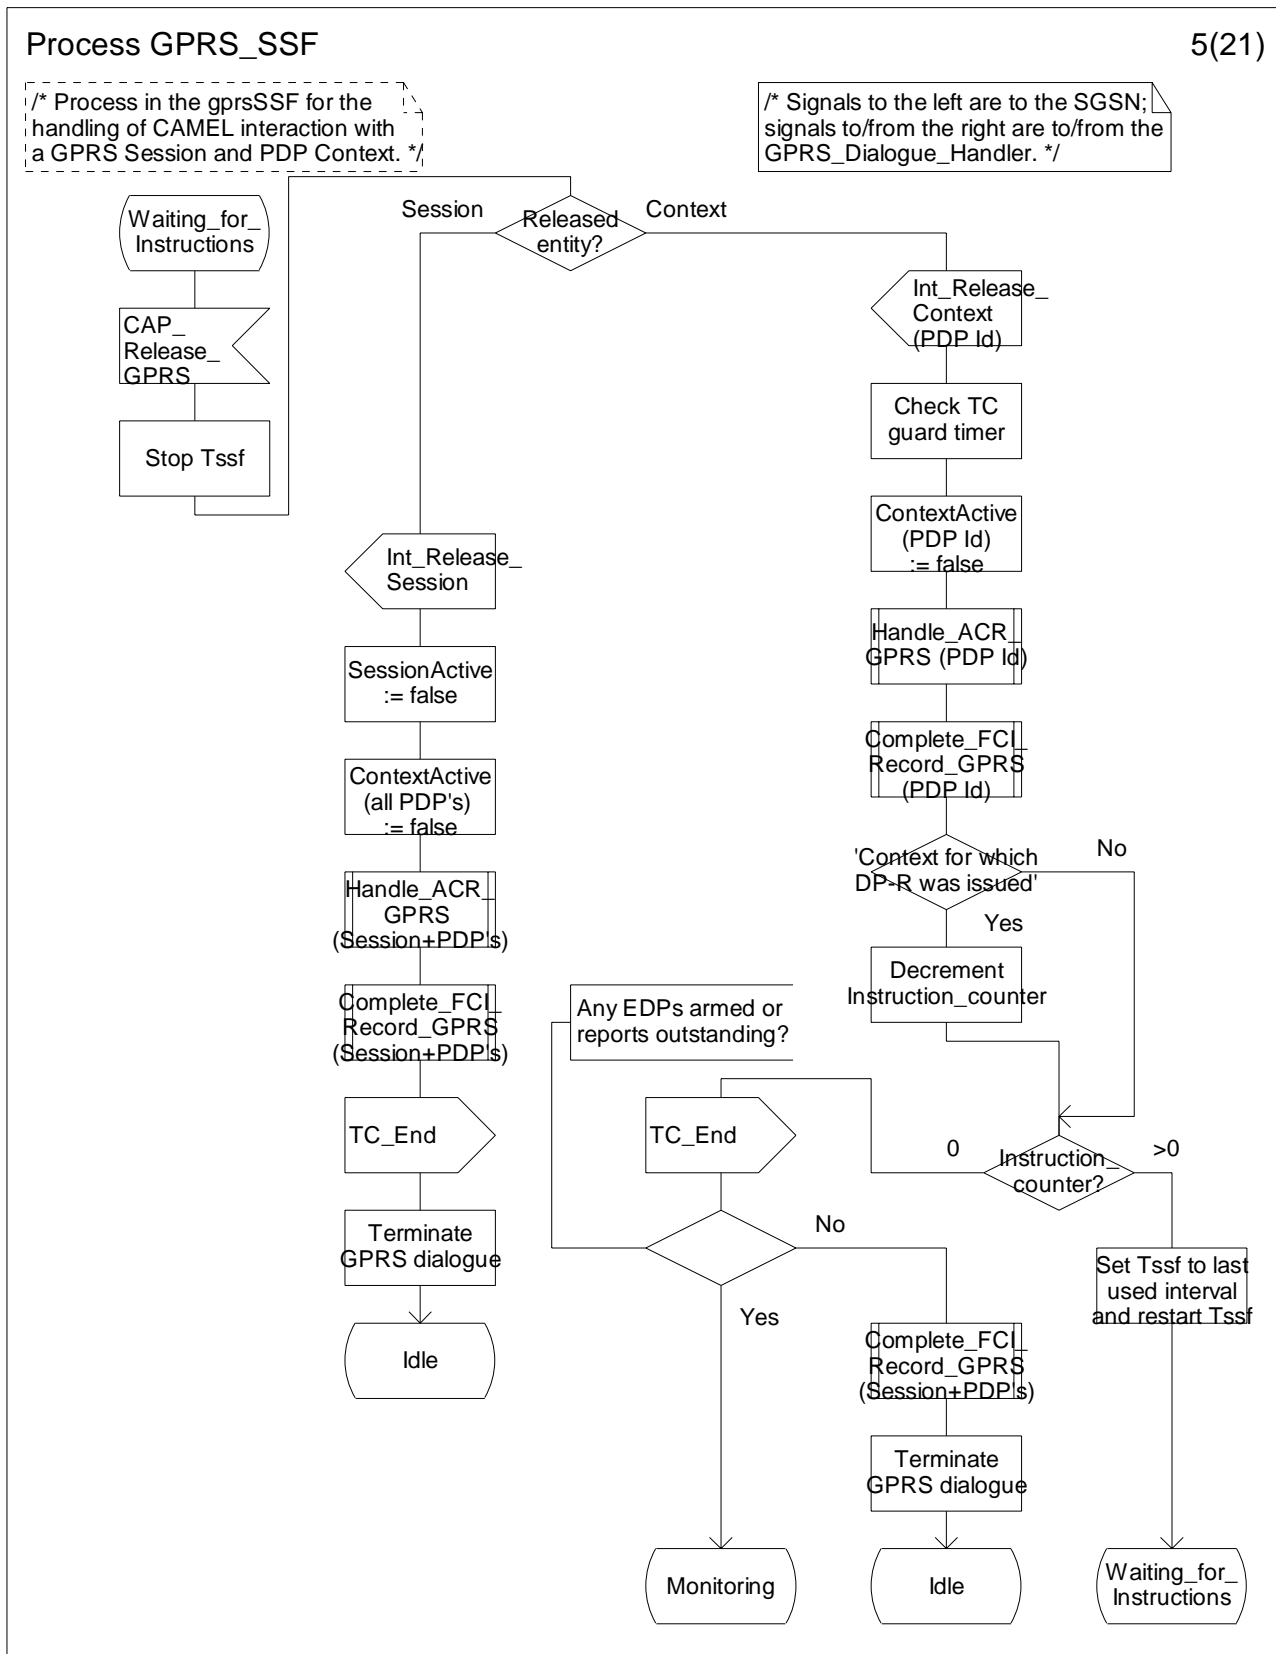 Process GPRS_SSF
5(21)
/* Process in the gprsSSF for the
handling of CAMEL interaction with
a GPRS Session and PDP Context. */
/* Signals to the left are to the SGSN;
signals to/from the right are to/from the
GPRS_Dialogue_Handler. */
Waiting_for_
Instructions
CAP_
Release_
GPRS
Stop Tssf
Session
Released
entity?
Context
Int_Release_
Session
SessionActive
:= false
ContextActive
(all PDP's)
:= false
Handle_ACR_
GPRS
(Session+PDP's)
Complete_FCI_
Record_GPRS
(Session+PDP's)
TC_End
Terminate
GPRS dialogue
Idle
Int_Release_
Context
(PDP Id)
Check TC
guard timer
ContextActive
(PDP Id)
:= false
Handle_ACR_
GPRS (PDP Id)
Complete_FCI_
Record_GPRS
(PDP Id)
'Context for which
DP-R was issued'
No
Yes
Decrement
Instruction_counter
Any EDPs armed or
reports outstanding?
TC_End
0
Instruction_
counter?
>0
No
Yes
Set Tssf to last
used interval
and restart Tssf
Complete_FCI_
Record_GPRS
(Session+PDP's)
Terminate
GPRS dialogue
Monitoring
Idle
Waiting_for_
Instructions